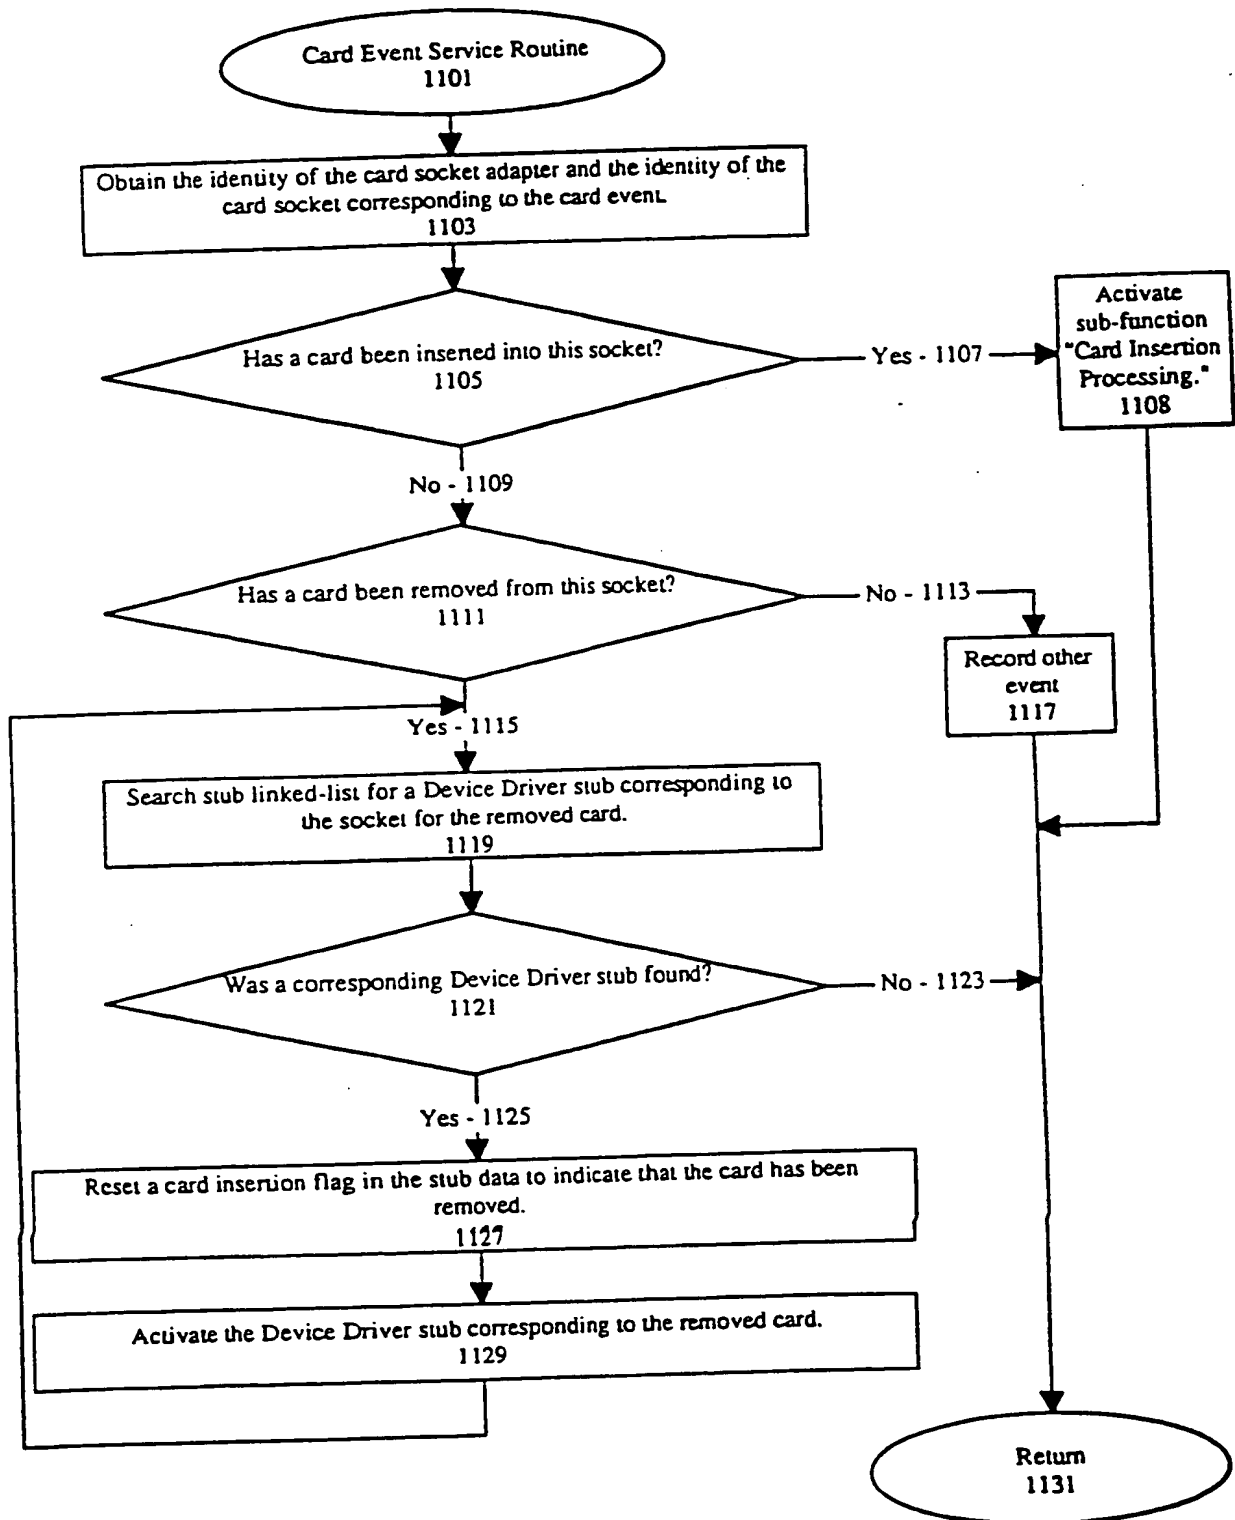 Card Event Service Routine
1101
Obtain the identity of the card socket adapter and the identity of the
card socket corresponding to the card event.
1103
Has a card been inserted into this socket?
1105
Yes - 1107
Activate
sub-function
"Card Insertion
Processing."
1108
No - 1109
Has a card been removed from this socket?
1111
No - 1113
Record other
event
1117
Yes - 1115
Search stub linked-list for a Device Driver stub corresponding to
the socket for the removed card.
1119
Was a corresponding Device Driver stub found?
1121
No - 1123
Yes - 1125
Reset a card insertion flag in the stub data to indicate that the card has been
removed.
1127
Activate the Device Driver stub corresponding to the removed card.
1129
Return
1131